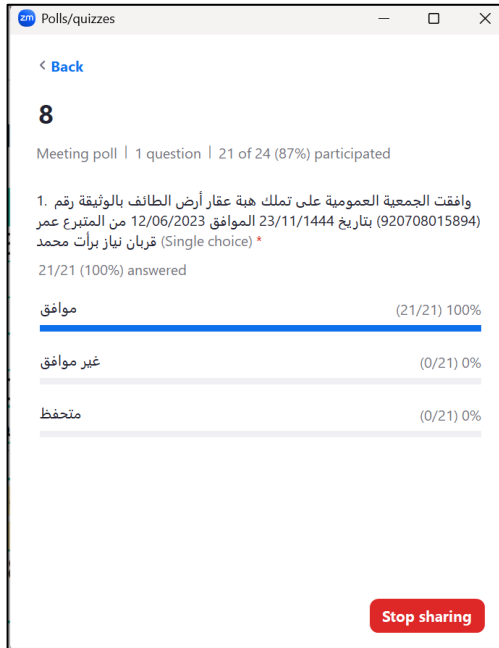 zm Polls/quizzes
< Back
8
Meeting poll | 1 question | 21 of 24 (87%) participated
1. وافقت الجمعية العمومية على تملك هبة عقار أرض الطائف بالوثيقة رقم
(920708015894) بتاريخ 23/11/1444 الموافق 12/06/2023 من المتبرع عمر
قربان نياز برأت محمد (Single choice) *
21/21 (100%) answered
موافق (21/21) 100%
غير موافق (0/21) 0%
متحفظ (0/21) 0%
Stop sharing